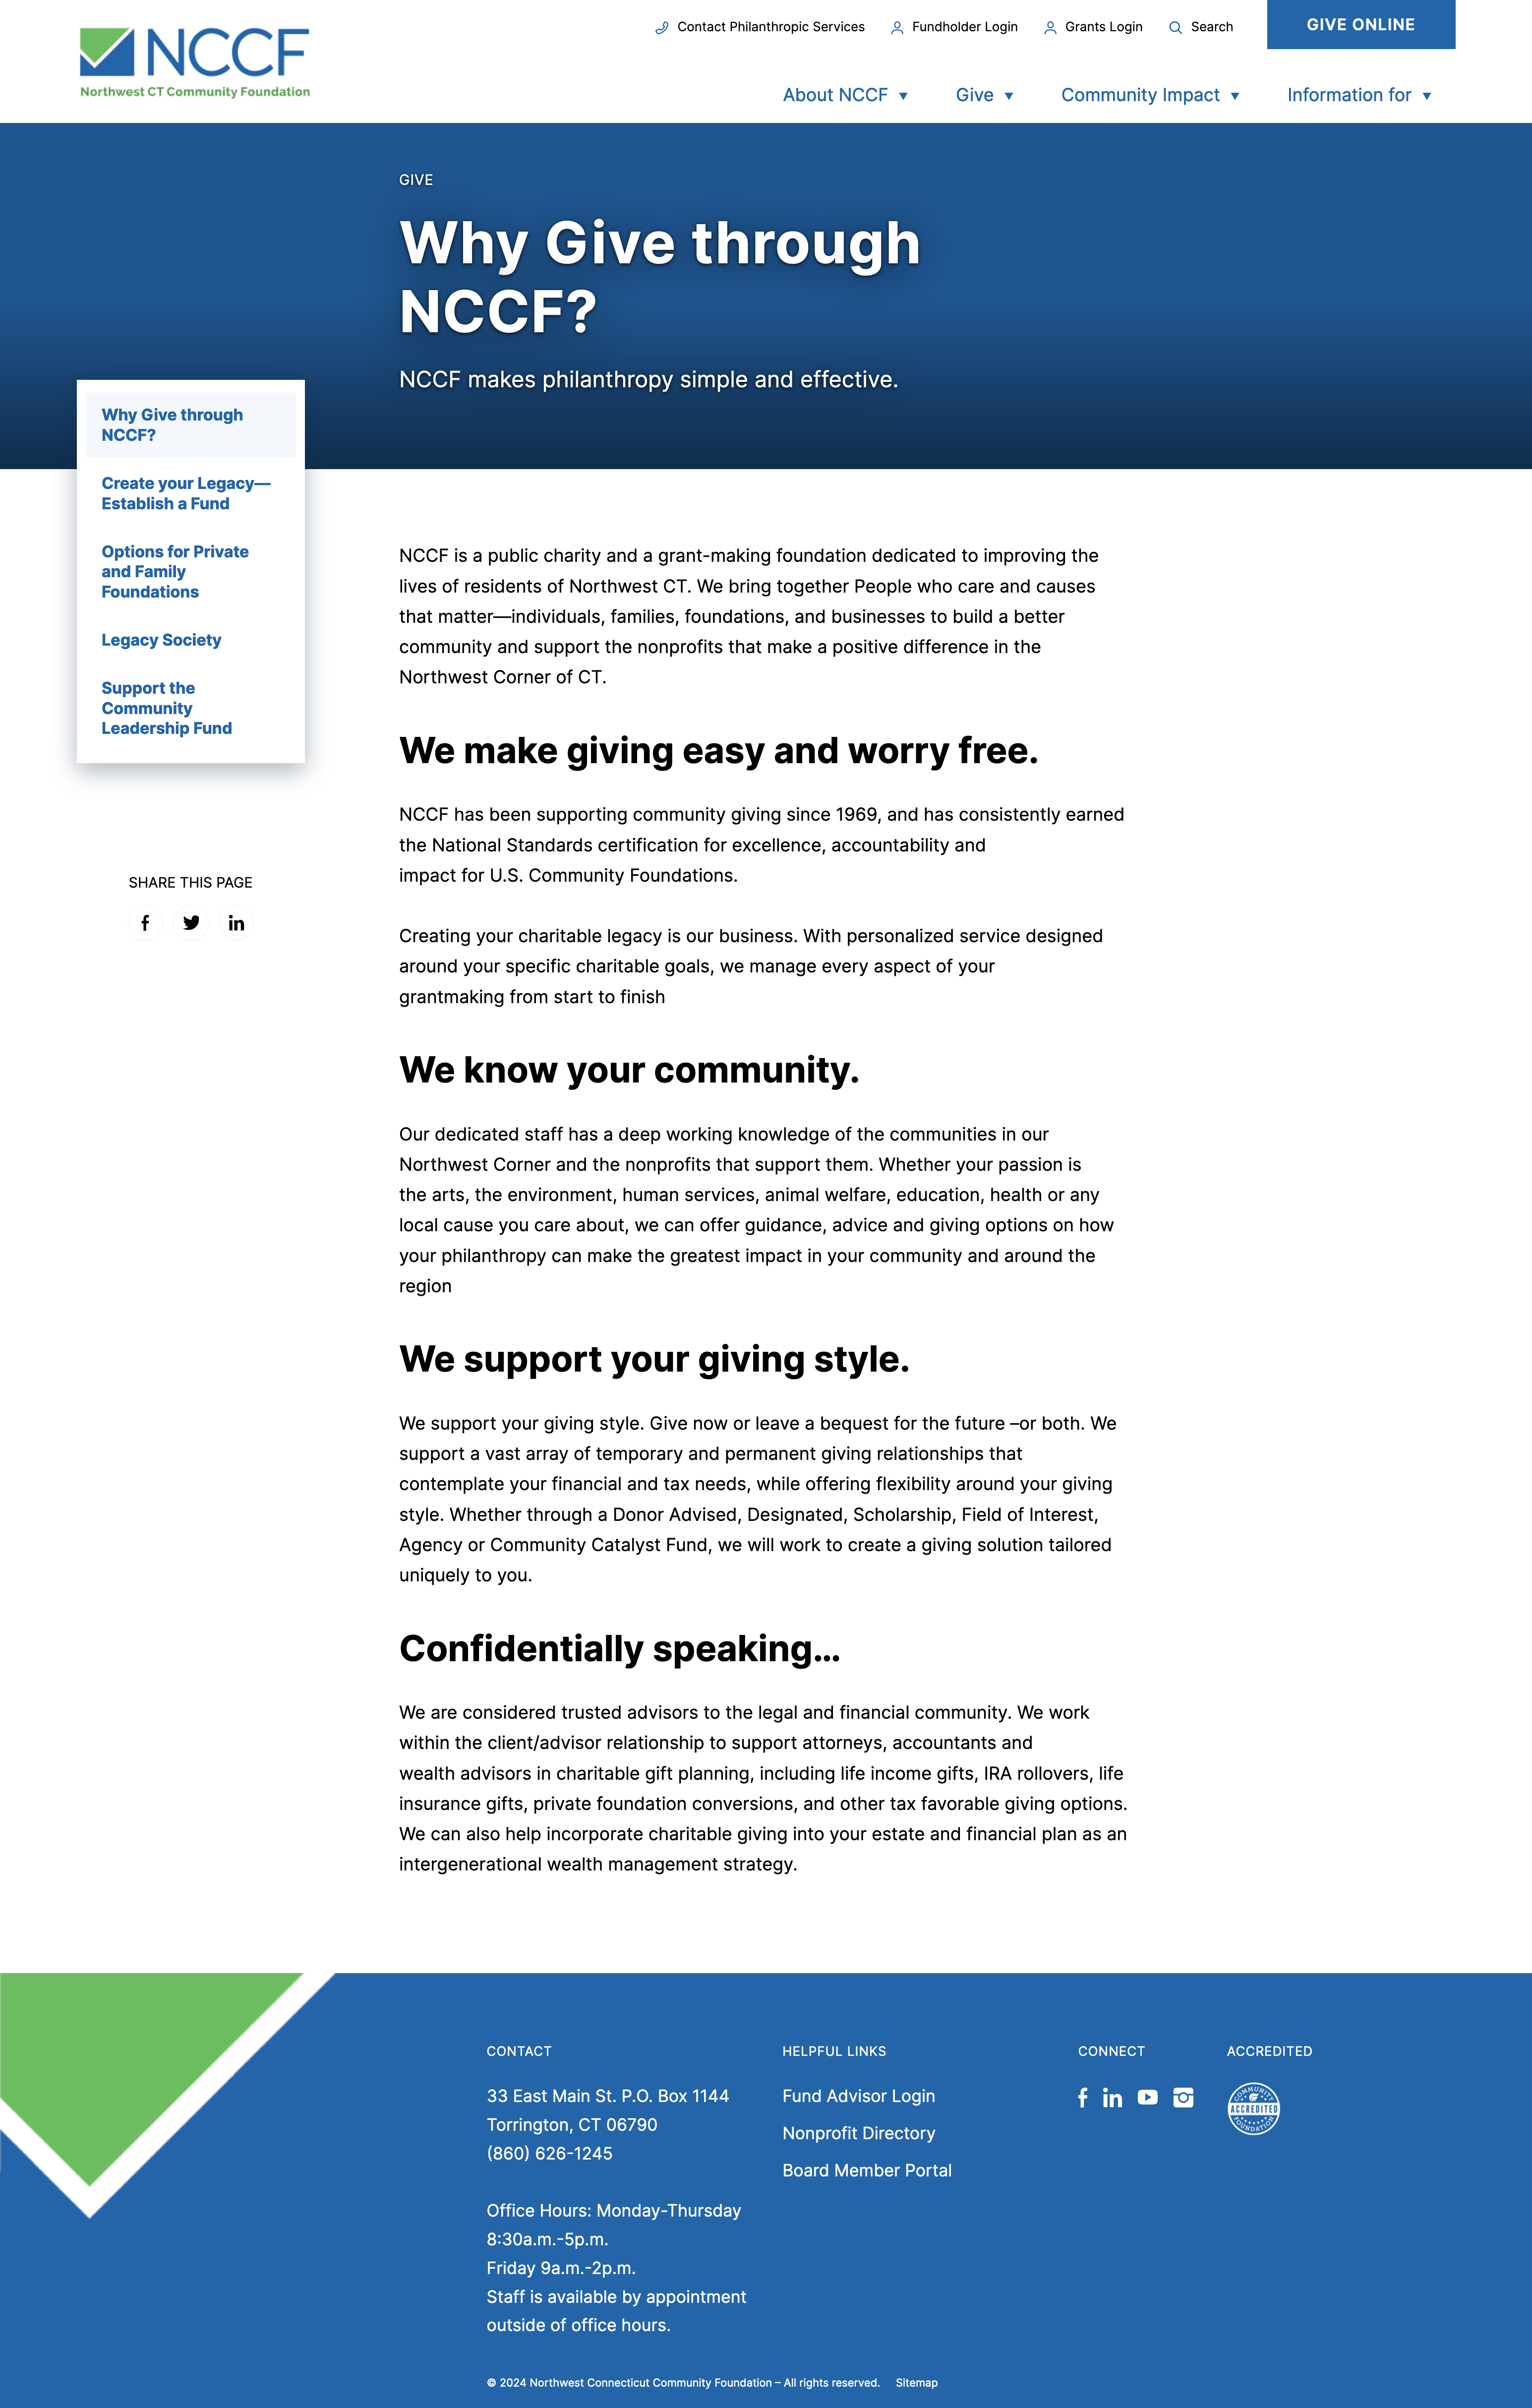 NCCF
Northwest CT Community Foundation
Contact Philanthropic Services
Fundholder Login
Grants Login
Search
GIVE ONLINE
About NCCF
Give
Community Impact
Information for
GIVE
Why Give through
NCCF?
NCCF makes philanthropy simple and effective.
Why Give through
NCCF?
Create your Legacy—
Establish a Fund
Options for Private
and Family
Foundations
Legacy Society
Support the
Community
Leadership Fund
SHARE THIS PAGE
NCCF is a public charity and a grant-making foundation dedicated to improving the
lives of residents of Northwest CT. We bring together People who care and causes
that matter—individuals, families, foundations, and businesses to build a better
community and support the nonprofits that make a positive difference in the
Northwest Corner of CT.
We make giving easy and worry free.
NCCF has been supporting community giving since 1969, and has consistently earned
the National Standards certification for excellence, accountability and
impact for U.S. Community Foundations.
Creating your charitable legacy is our business. With personalized service designed
around your specific charitable goals, we manage every aspect of your
grantmaking from start to finish
We know your community.
Our dedicated staff has a deep working knowledge of the communities in our
Northwest Corner and the nonprofits that support them. Whether your passion is
the arts, the environment, human services, animal welfare, education, health or any
local cause you care about, we can offer guidance, advice and giving options on how
your philanthropy can make the greatest impact in your community and around the
region
We support your giving style.
We support your giving style. Give now or leave a bequest for the future –or both. We
support a vast array of temporary and permanent giving relationships that
contemplate your financial and tax needs, while offering flexibility around your giving
style. Whether through a Donor Advised, Designated, Scholarship, Field of Interest,
Agency or Community Catalyst Fund, we will work to create a giving solution tailored
uniquely to you.
Confidentially speaking…
We are considered trusted advisors to the legal and financial community. We work
within the client/advisor relationship to support attorneys, accountants and
wealth advisors in charitable gift planning, including life income gifts, IRA rollovers, life
insurance gifts, private foundation conversions, and other tax favorable giving options.
We can also help incorporate charitable giving into your estate and financial plan as an
intergenerational wealth management strategy.
CONTACT
33 East Main St. P.O. Box 1144
Torrington, CT 06790
(860) 626-1245
Office Hours: Monday-Thursday
8:30a.m.-5p.m.
Friday 9a.m.-2p.m.
Staff is available by appointment
outside of office hours.
HELPFUL LINKS
Fund Advisor Login
Nonprofit Directory
Board Member Portal
CONNECT
ACCREDITED
COMMUNITY
ACCREDITED
FOUNDATION
© 2024 Northwest Connecticut Community Foundation – All rights reserved.
Sitemap